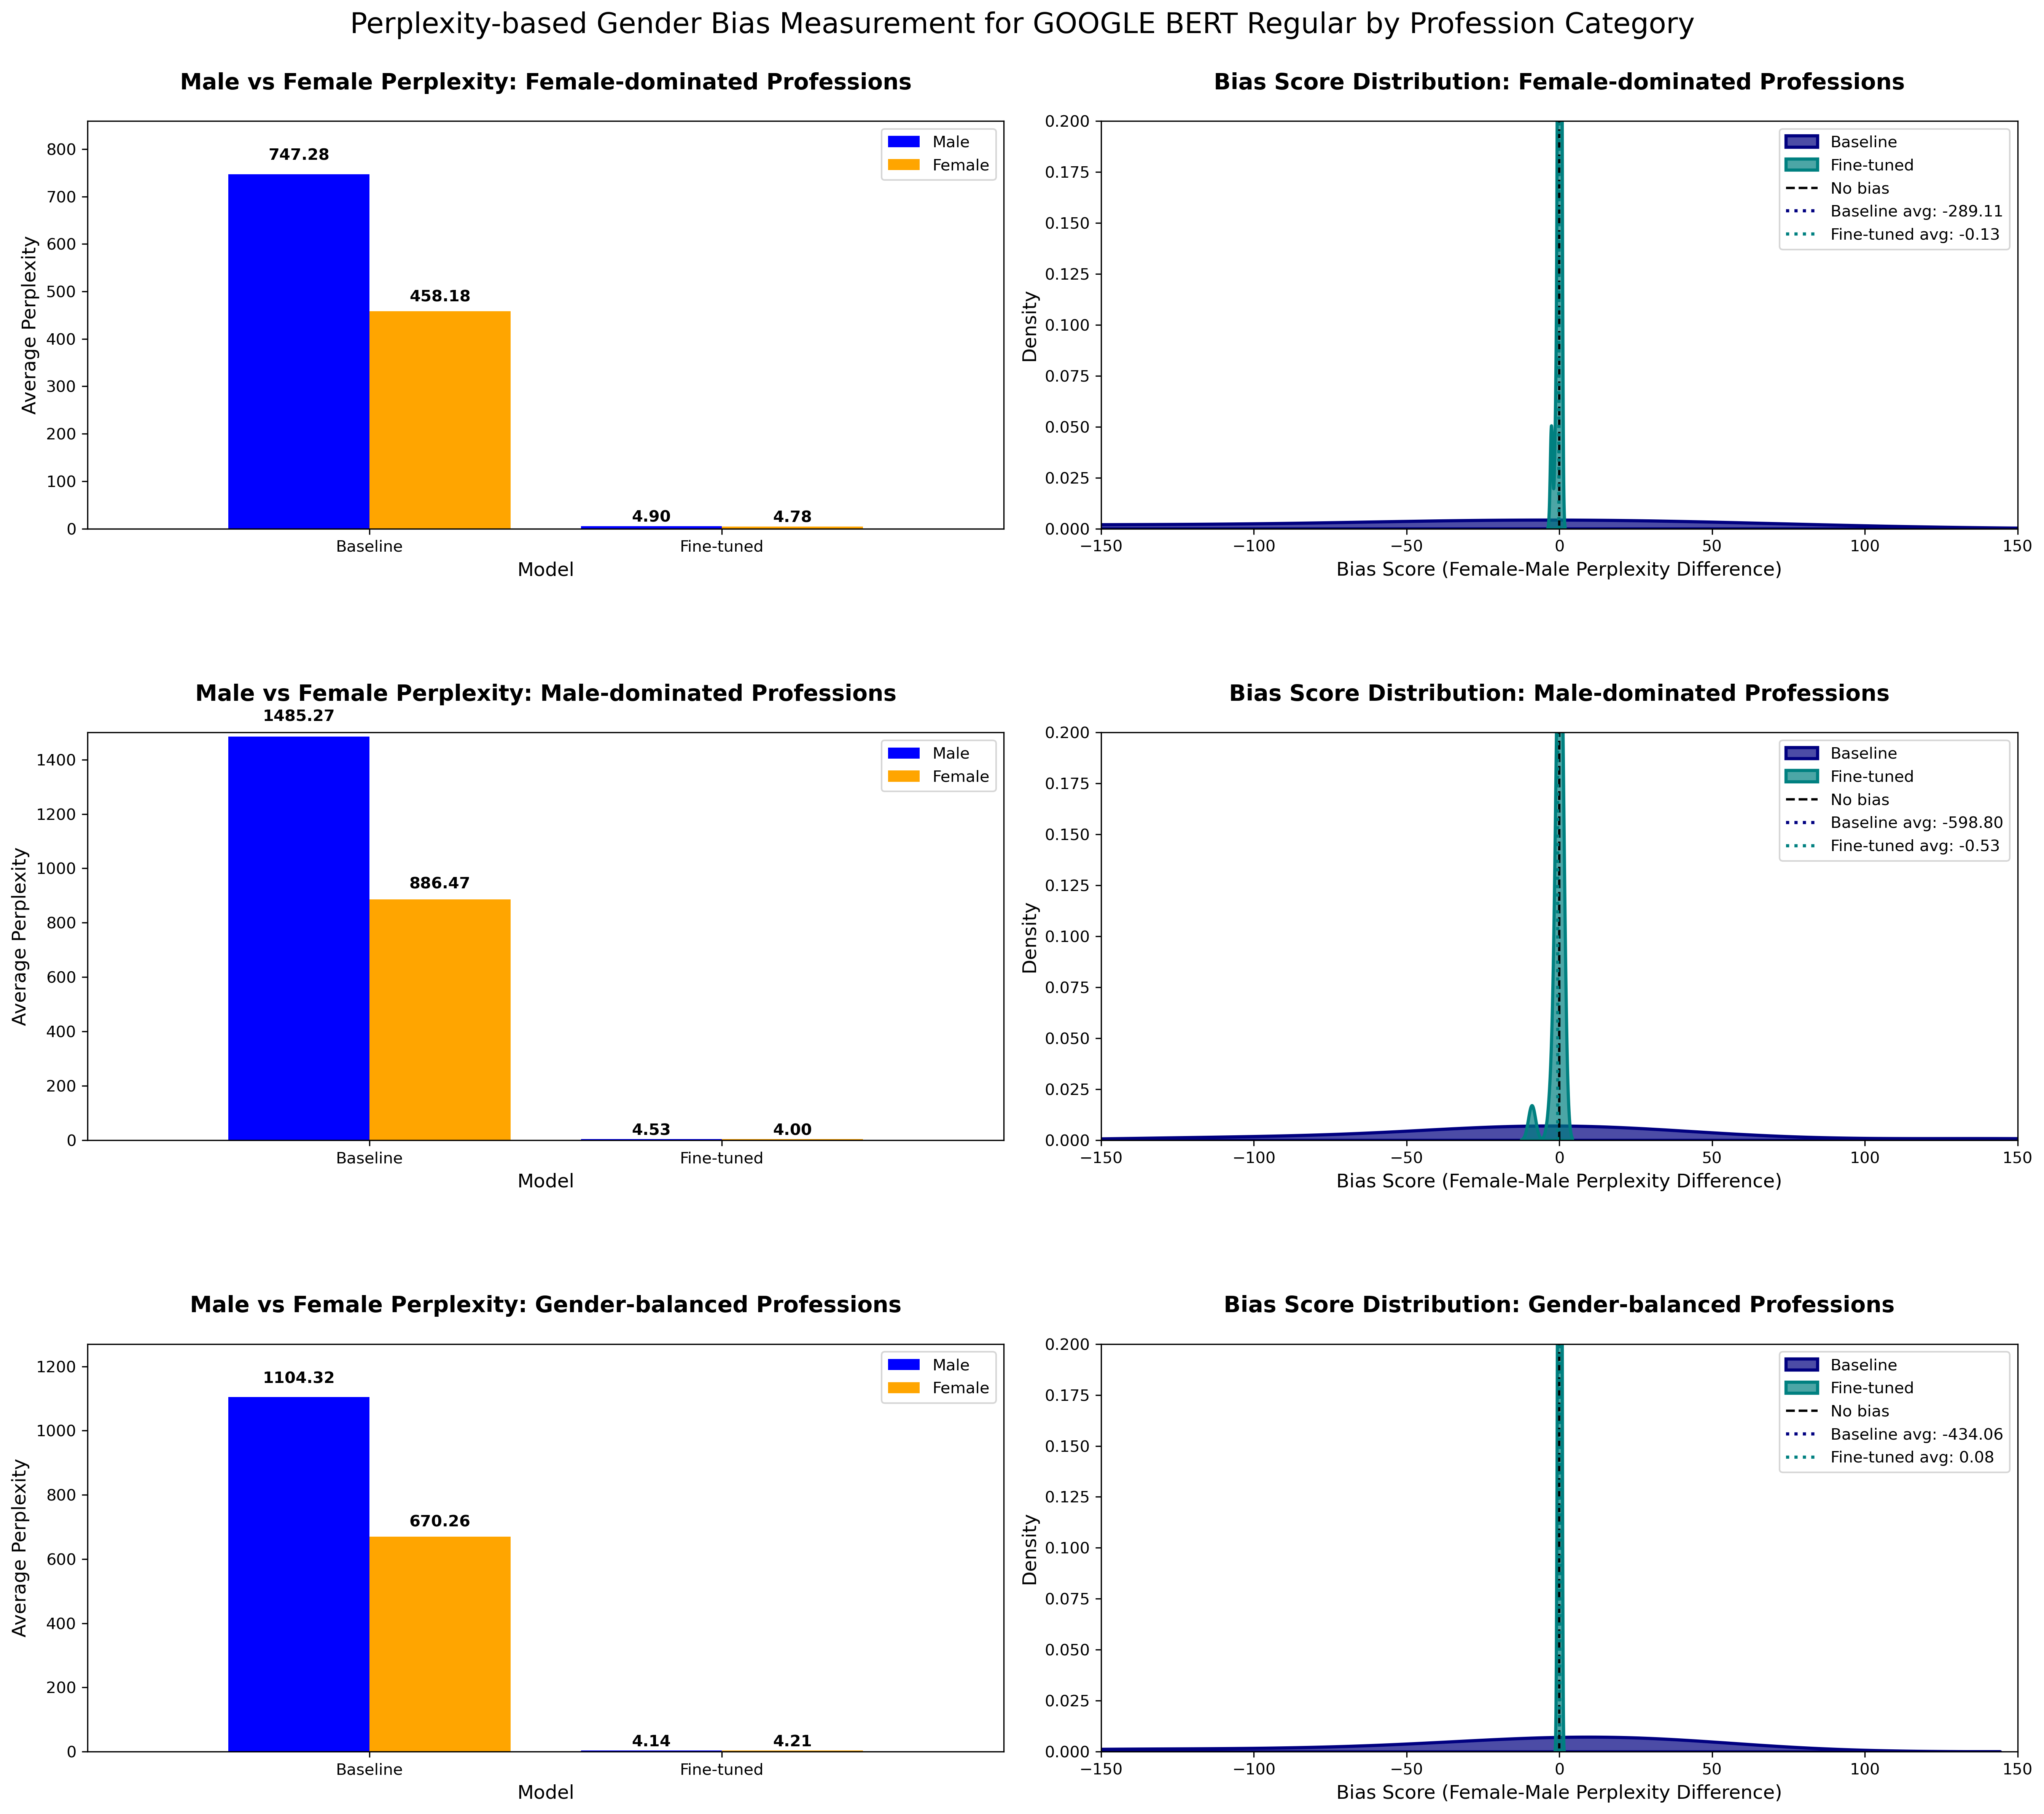 Perplexity-based Gender Bias Measurement for GOOGLE BERT Regular by Profession Category
Male vs Female Perplexity: Female-dominated Professions
Male
Female
747.28
458.18
4.90
4.78
800
700
600
500
400
300
200
100
0
Average Perplexity
Baseline
Fine-tuned
Model
Bias Score Distribution: Female-dominated Professions
Baseline
Fine-tuned
No bias
Baseline avg: -289.11
Fine-tuned avg: -0.13
0.200
0.175
0.150
0.125
0.100
0.075
0.050
0.025
0.000
Density
−150
−100
−50
0
50
100
150
Bias Score (Female-Male Perplexity Difference)
Male vs Female Perplexity: Male-dominated Professions
1485.27
Male
Female
886.47
4.53
4.00
1400
1200
1000
800
600
400
200
0
Average Perplexity
Baseline
Fine-tuned
Model
Bias Score Distribution: Male-dominated Professions
Baseline
Fine-tuned
No bias
Baseline avg: -598.80
Fine-tuned avg: -0.53
0.200
0.175
0.150
0.125
0.100
0.075
0.050
0.025
0.000
Density
−150
−100
−50
0
50
100
150
Bias Score (Female-Male Perplexity Difference)
Male vs Female Perplexity: Gender-balanced Professions
Male
Female
1104.32
670.26
4.14
4.21
1200
1000
800
600
400
200
0
Average Perplexity
Baseline
Fine-tuned
Model
Bias Score Distribution: Gender-balanced Professions
Baseline
Fine-tuned
No bias
Baseline avg: -434.06
Fine-tuned avg: 0.08
0.200
0.175
0.150
0.125
0.100
0.075
0.050
0.025
0.000
Density
−150
−100
−50
0
50
100
150
Bias Score (Female-Male Perplexity Difference)